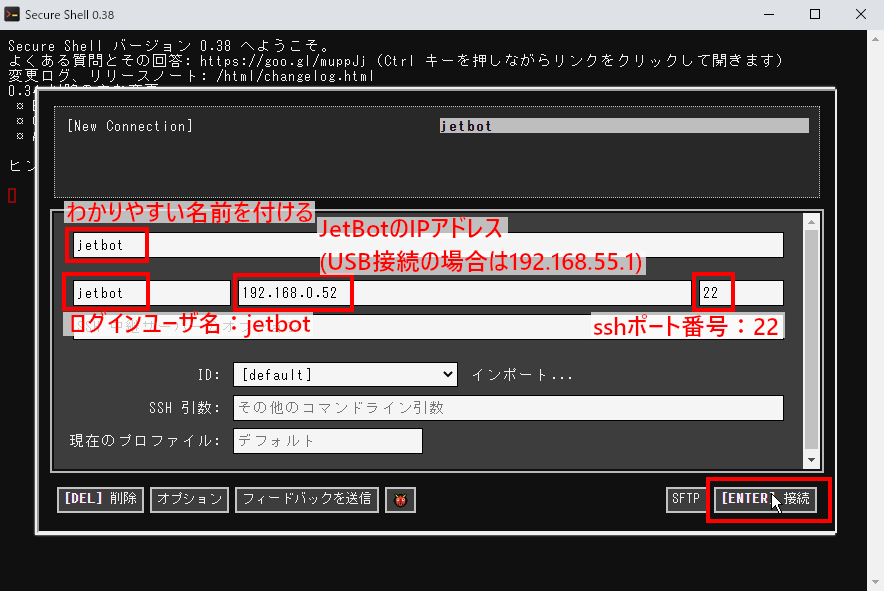 Secure Shell 0.38
Secure Shell バージョン 0.38 へようこそ。
よくある質問とその回答: https://goo.gl/muppJj (Ctrl キーを押しながらリンクをクリックして開きます)
変更ログ、リリースノート: /html/changelog.html
[New Connection]
jetbot
わかりやすい名前を付ける
JetBotのIPアドレス
jetbot
(USB接続の場合は192.168.55.1)
jetbot
192.168.0.52
22
ログインユーザ名：jetbot
sshポート番号：22
ID:
[default]
インポート...
SSH 引数:
その他のコマンドライン引数
現在のプロファイル:
デフォルト
[DEL] 削除
オプション
フィードバックを送信
SFTP
[ENTER] 接続